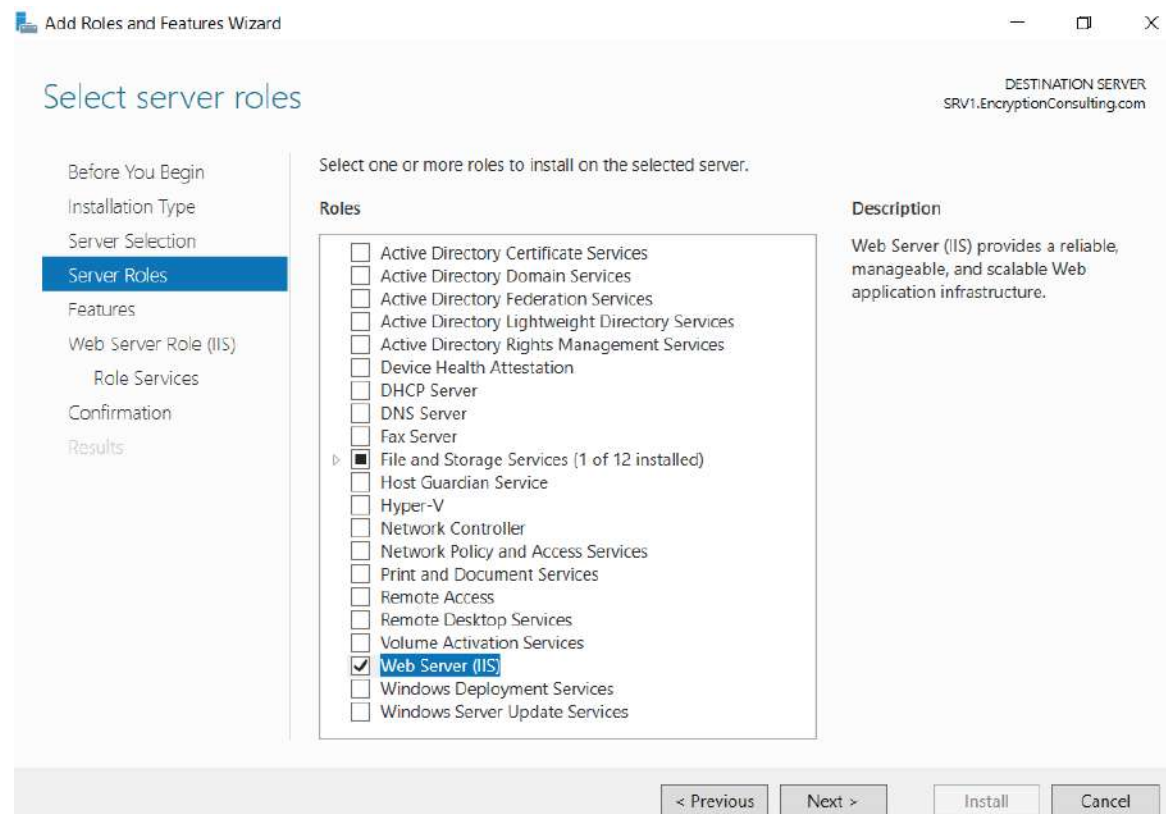 Add Roles and Features Wizard
Select server roles
DESTINATION SERVER
SRV1.EncryptionConsulting.com
Before You Begin
Installation Type
Server Selection
Server Roles
Features
Web Server Role (IIS)
Role Services
Confirmation
Results
Select one or more roles to install on the selected server.
Roles
Active Directory Certificate Services
Active Directory Domain Services
Active Directory Federation Services
Active Directory Lightweight Directory Services
Active Directory Rights Management Services
Device Health Attestation
DHCP Server
DNS Server
Fax Server
File and Storage Services (1 of 12 installed)
Host Guardian Service
Hyper-V
Network Controller
Network Policy and Access Services
Print and Document Services
Remote Access
Remote Desktop Services
Volume Activation Services
Web Server (IIS)
Windows Deployment Services
Windows Server Update Services
Description
Web Server (IIS) provides a reliable,
manageable, and scalable Web
application infrastructure.
< Previous
Next >
Install
Cancel